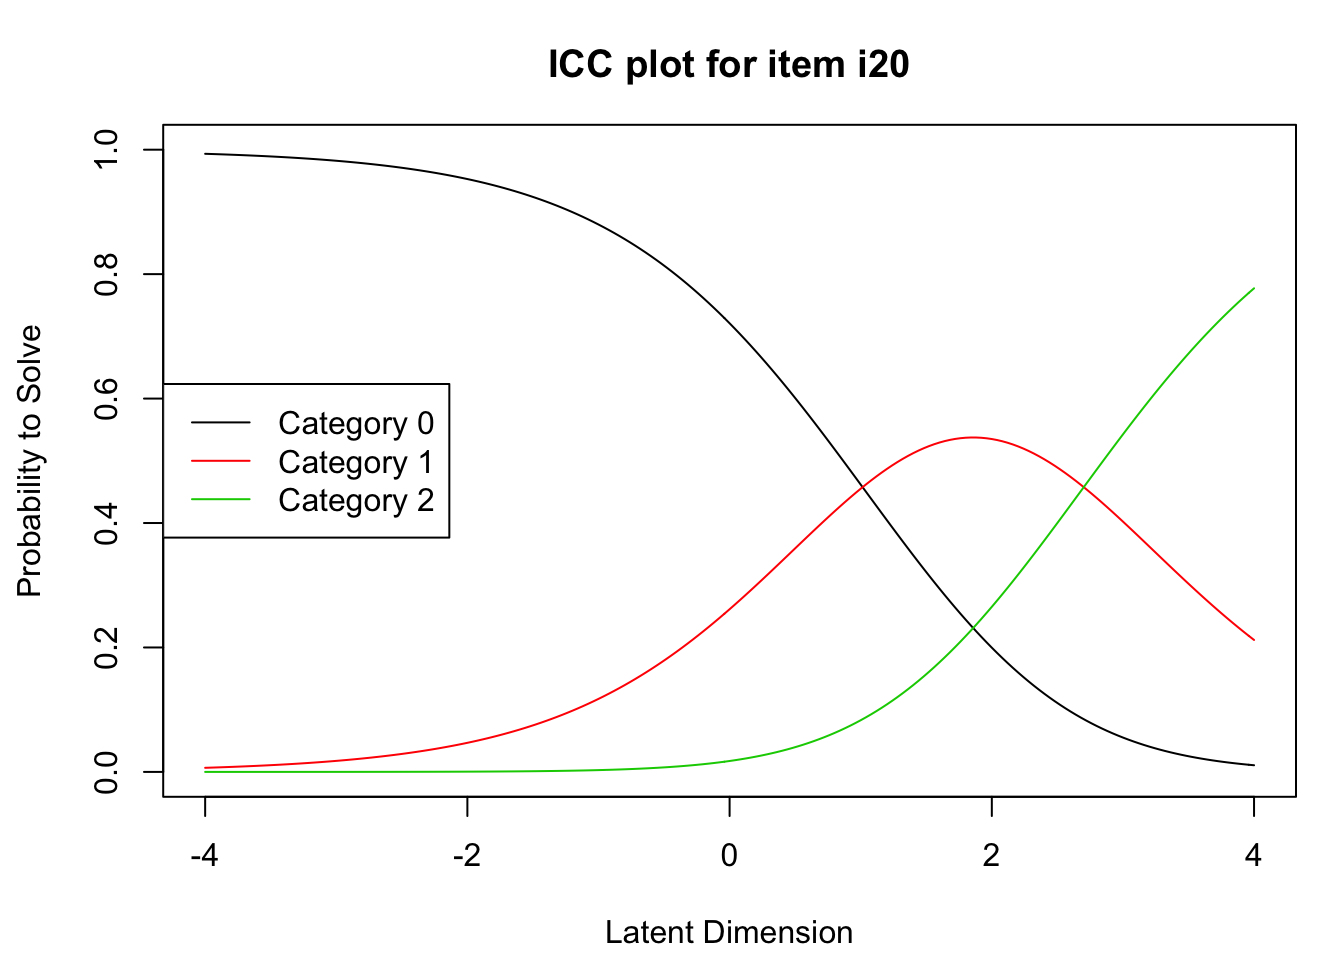 ICC plot for item i20
Probability to Solve
1.0
0.8
0.6
0.4
0.2
0.0
Category 0
Category 1
Category 2
-4 -2 0 2 4
Latent Dimension